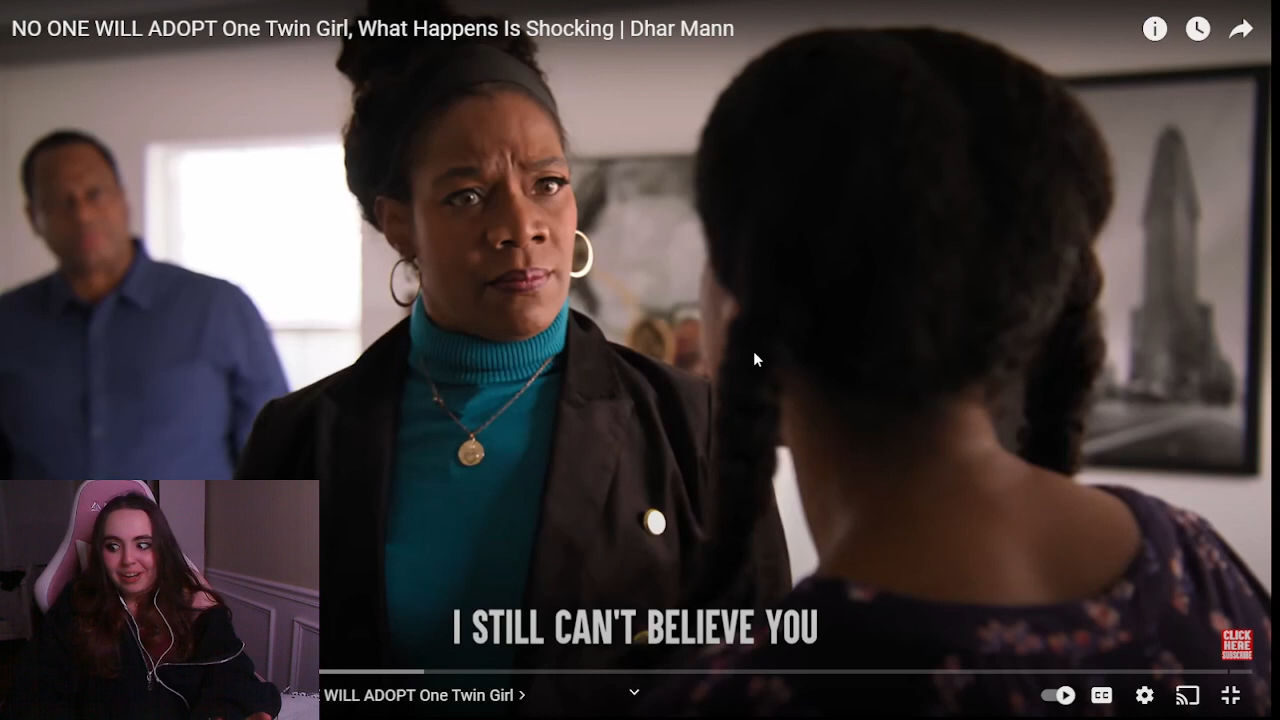 NO ONE WILL ADOPT One Twin Girl, What Happens Is Shocking | Dhar Mann
I STILL CAN'T BELIEVE YOU
CLICK
HERE
SUBSCRIBE
WILL ADOPT One Twin Girl >
CC